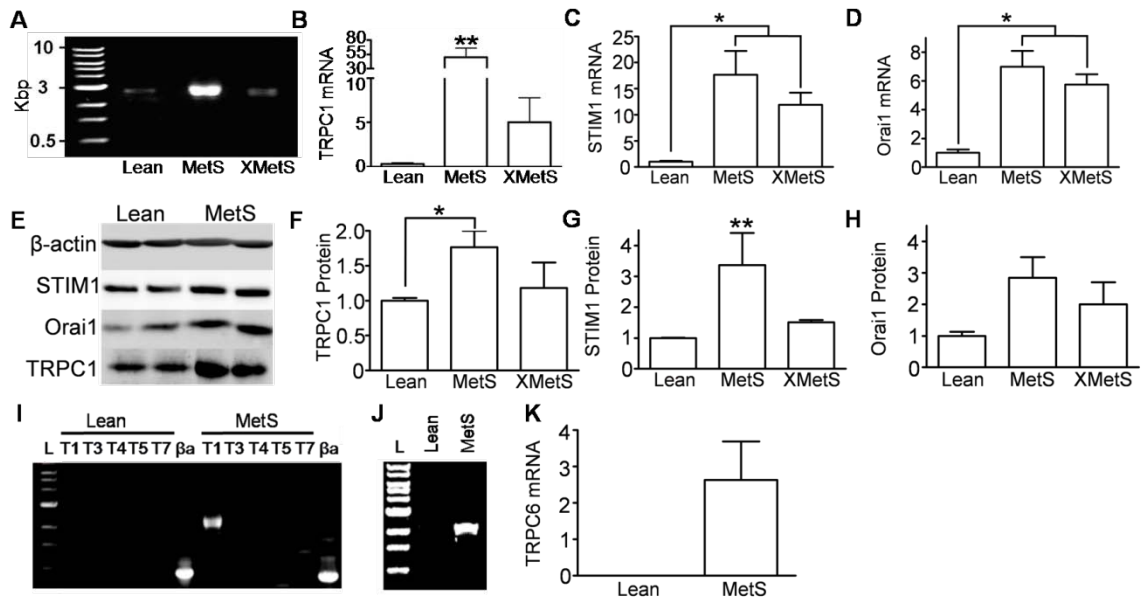 A
Kbp
10
3
0.5
Lean MetS XMetS
B
TRPC1 mRNA
80
55
30
10
5
0
**
Lean MetS XMetS
C
STIM1 mRNA
25
20
15
10
5
0
*
Lean MetS XMetS
D
Orai1 mRNA
8
6
4
2
0
*
Lean MetS XMetS
E
Lean MetS
β-actin
STIM1
Orai1
TRPC1
F
TRPC1 Protein
2.0
1.5
1.0
0.5
0
*
Lean MetS XMetS
G
STIM1 Protein
4
3
2
1
0
**
Lean MetS XMetS
H
Orai1 Protein
4
3
2
1
0
Lean MetS XMetS
I
Lean MetS
L T1 T3 T4 T5 T7 βa T1 T3 T4 T5 T7 βa
J
L Lean MetS
K
TRPC6 mRNA
4
3
2
1
0
Lean MetS